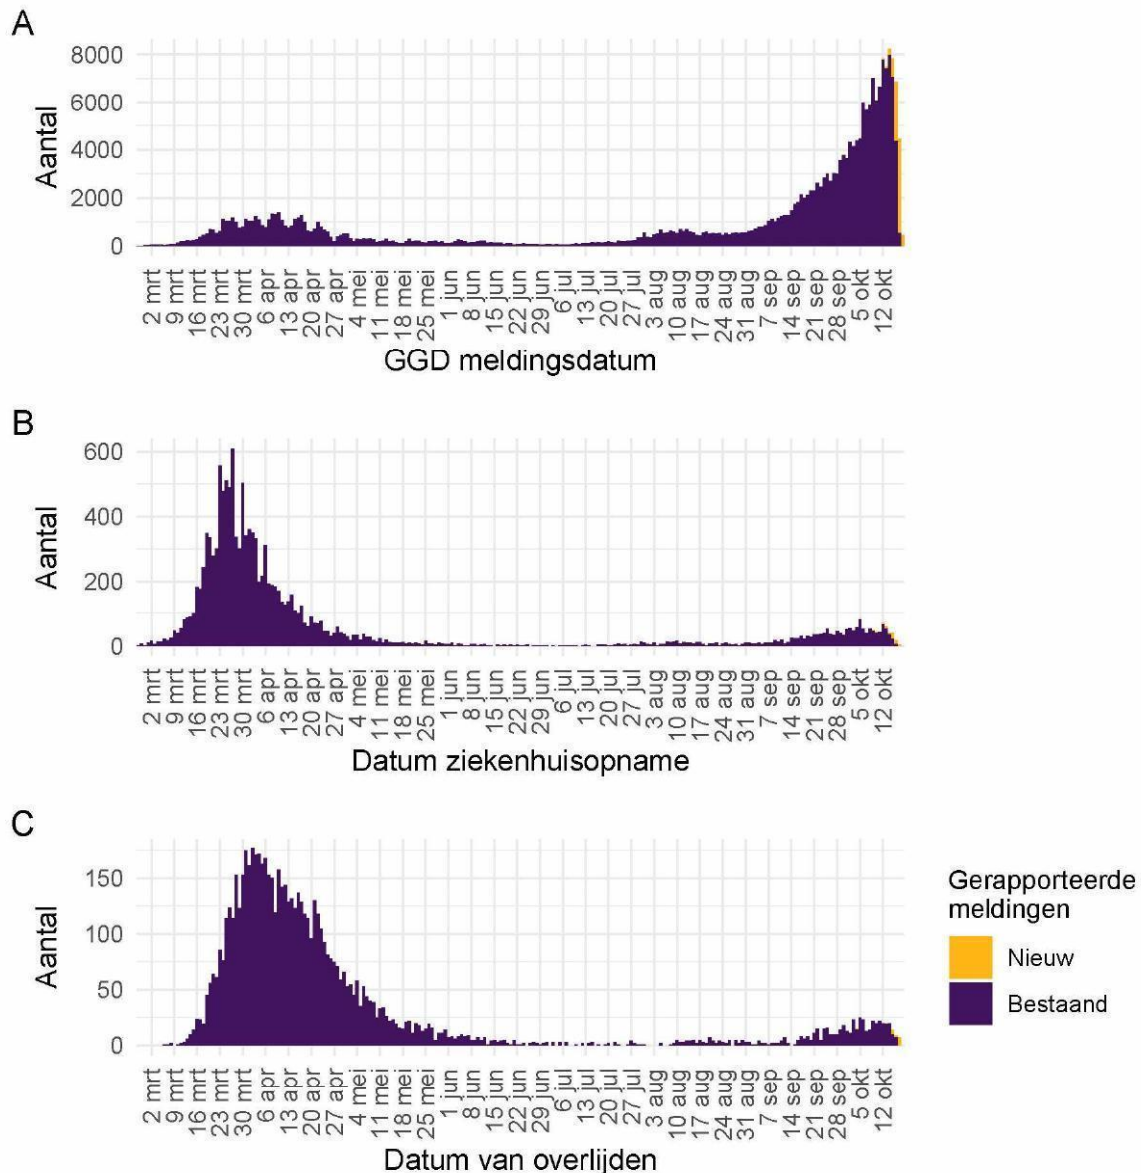 A
8000
6000
4000
2000
0
Aantal
2 mrt
9 mrt
16 mrt
23 mrt
30 mrt
6 apr
13 apr
20 apr
27 apr
4 mei
11 mei
18 mei
25 mei
1 jun
8 jun
15 jun
22 jun
29 jun
6 jul
13 jul
20 jul
27 jul
3 aug
10 aug
17 aug
24 aug
31 aug
7 sep
14 sep
21 sep
28 sep
5 okt
12 okt
GGD meldingsdatum
B
600
400
200
0
Aantal
2 mrt
9 mrt
16 mrt
23 mrt
30 mrt
6 apr
13 apr
20 apr
27 apr
4 mei
11 mei
18 mei
25 mei
1 jun
8 jun
15 jun
22 jun
29 jun
6 jul
13 jul
20 jul
27 jul
3 aug
10 aug
17 aug
24 aug
31 aug
7 sep
14 sep
21 sep
28 sep
5 okt
12 okt
Datum ziekenhuisopname
C
150
100
50
0
Aantal
2 mrt
9 mrt
16 mrt
23 mrt
30 mrt
6 apr
13 apr
20 apr
27 apr
4 mei
11 mei
18 mei
25 mei
1 jun
8 jun
15 jun
22 jun
29 jun
6 jul
13 jul
20 jul
27 jul
3 aug
10 aug
17 aug
24 aug
31 aug
7 sep
14 sep
21 sep
28 sep
5 okt
12 okt
Datum van overlijden
Gerapporteerde
meldingen
Nieuw
Bestaand